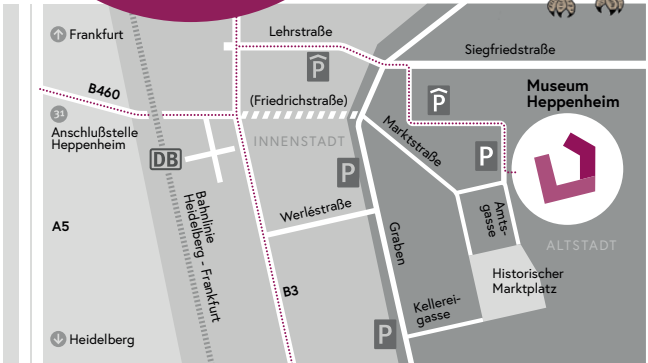 Frankfurt
Lehrstraße
Siegfriedstraße
P
B460
(Friedrichstraße)
P
Museum
Heppenheim
31
Anschlußstelle
Heppenheim
INNENSTADT
Marktstraße
P
DB
P
Bahnlinie
Heidelberg - Frankfurt
Werléstraße
Amts-
gasse
A5
Graben
ALTSTADT
Historischer
Marktplatz
B3
Kellerei-
gasse
P
Heidelberg